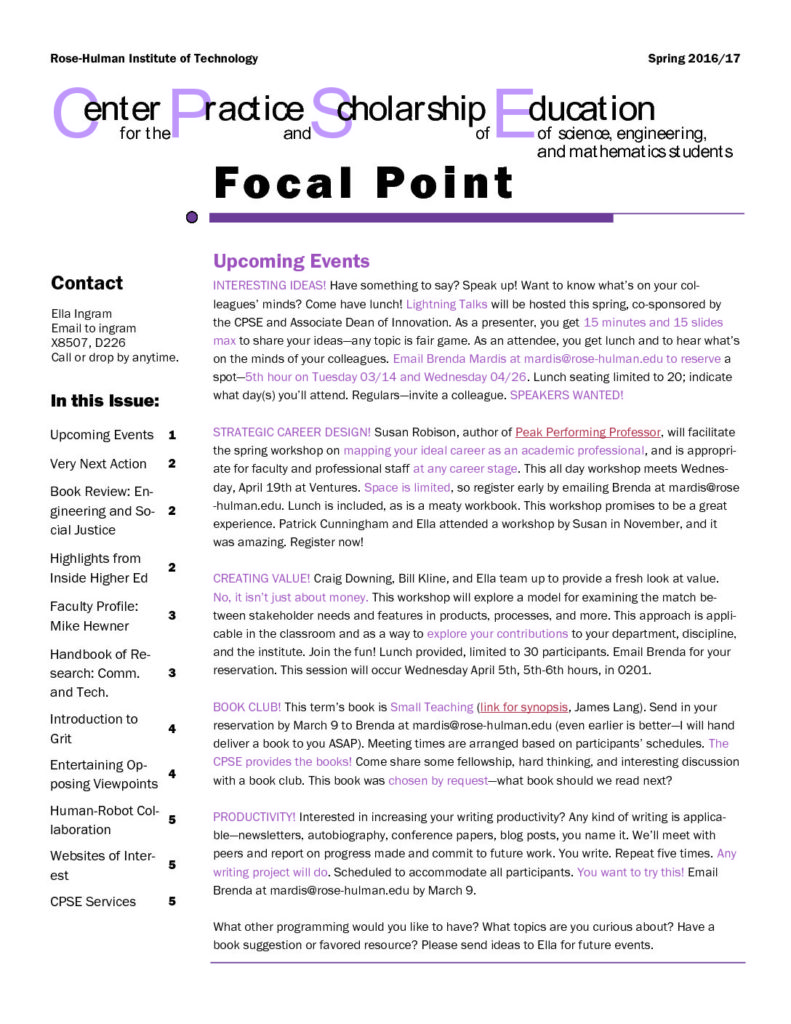 Rose-Hulman Institute of Technology
Spring 2016/17
Center Practice Scholarship Education
for the and of of science, engineering,
and mathematics students
Focal Point
Contact
Ella Ingram
Email to ingram
X8507, D226
Call or drop by anytime.
In this Issue:
Upcoming Events 1
Very Next Action 2
Book Review: En-
gineering and So- 2
cial Justice
Highlights from
Inside Higher Ed 2
Faculty Profile:
Mike Hewner 3
Handbook of Re-
search: Comm. 3
and Tech.
Introduction to
Grit 4
Entertaining Op-
posing Viewpoints 4
Human-Robot Col-
laboration 5
Websites of Inter-
est 5
CPSE Services 5
Upcoming Events
INTERESTING IDEAS! Have something to say? Speak up! Want to know what's on your col-
leagues' minds? Come have lunch! Lightning Talks will be hosted this spring, co-sponsored by
the CPSE and Associate Dean of Innovation. As a presenter, you get 15 minutes and 15 slides
max to share your ideas—any topic is fair game. As an attendee, you get lunch and to hear what's
on the minds of your colleagues. Email Brenda Mardis at mardis@rose-hulman.edu to reserve a
spot—5th hour on Tuesday 03/14 and Wednesday 04/26. Lunch seating limited to 20; indicate
what day(s) you'll attend. Regulars—invite a colleague. SPEAKERS WANTED!
STRATEGIC CAREER DESIGN! Susan Robison, author of Peak Performing Professor, will facilitate
the spring workshop on mapping your ideal career as an academic professional, and is appropri-
ate for faculty and professional staff at any career stage. This all day workshop meets Wednes-
day, April 19th at Ventures. Space is limited, so register early by emailing Brenda at mardis@rose
-hulman.edu. Lunch is included, as is a meaty workbook. This workshop promises to be a great
experience. Patrick Cunningham and Ella attended a workshop by Susan in November, and it
was amazing. Register now!
CREATING VALUE! Craig Downing, Bill Kline, and Ella team up to provide a fresh look at value.
No, it isn't just about money. This workshop will explore a model for examining the match be-
tween stakeholder needs and features in products, processes, and more. This approach is appli-
cable in the classroom and as a way to explore your contributions to your department, discipline,
and the institute. Join the fun! Lunch provided, limited to 30 participants. Email Brenda for your
reservation. This session will occur Wednesday April 5th, 5th-6th hours, in O201.
BOOK CLUB! This term's book is Small Teaching (link for synopsis, James Lang). Send in your
reservation by March 9 to Brenda at mardis@rose-hulman.edu (even earlier is better—I will hand
deliver a book to you ASAP). Meeting times are arranged based on participants' schedules. The
CPSE provides the books! Come share some fellowship, hard thinking, and interesting discussion
with a book club. This book was chosen by request—what book should we read next?
PRODUCTIVITY! Interested in increasing your writing productivity? Any kind of writing is applica-
ble—newsletters, autobiography, conference papers, blog posts, you name it. We'll meet with
peers and report on progress made and commit to future work. You write. Repeat five times. Any
writing project will do. Scheduled to accommodate all participants. You want to try this! Email
Brenda at mardis@rose-hulman.edu by March 9.
What other programming would you like to have? What topics are you curious about? Have a
book suggestion or favored resource? Please send ideas to Ella for future events.